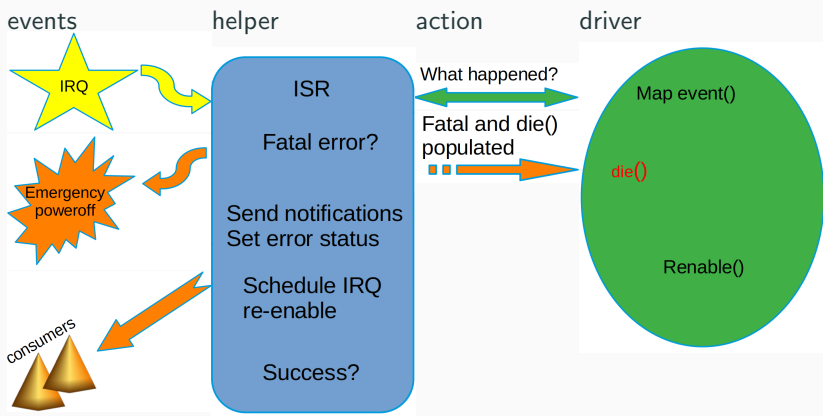 events
helper
action
driver
IRQ
Emergency
poweroff
consumers
ISR
Fatal error?
Send notifications
Set error status
Schedule IRQ
re-enable
Success?
What happened?
Fatal and die()
populated
Map event()
die()
Renable()